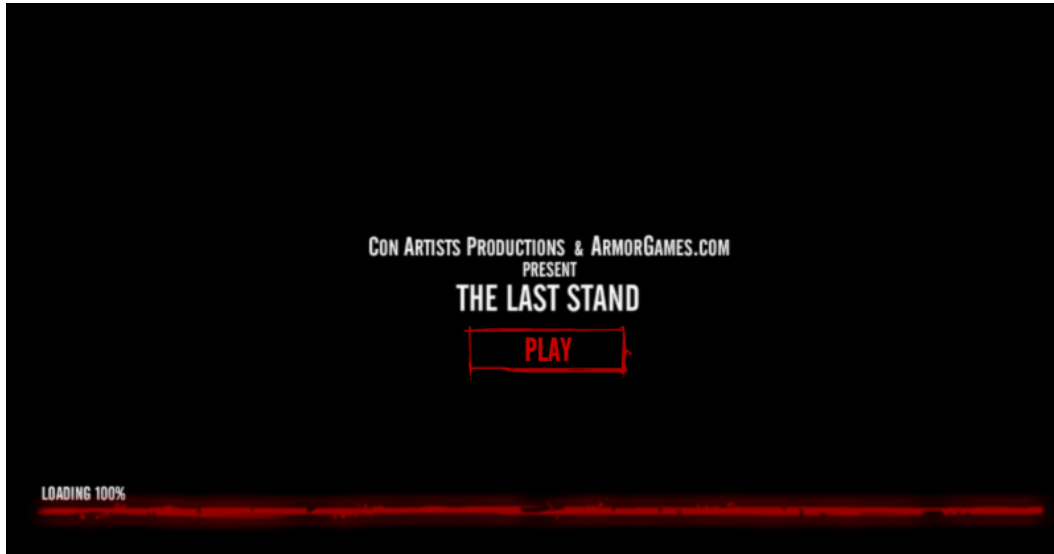 Con Artists Productions & ArmorGames.com
PRESENT
THE LAST STAND
PLAY
LOADING 100%